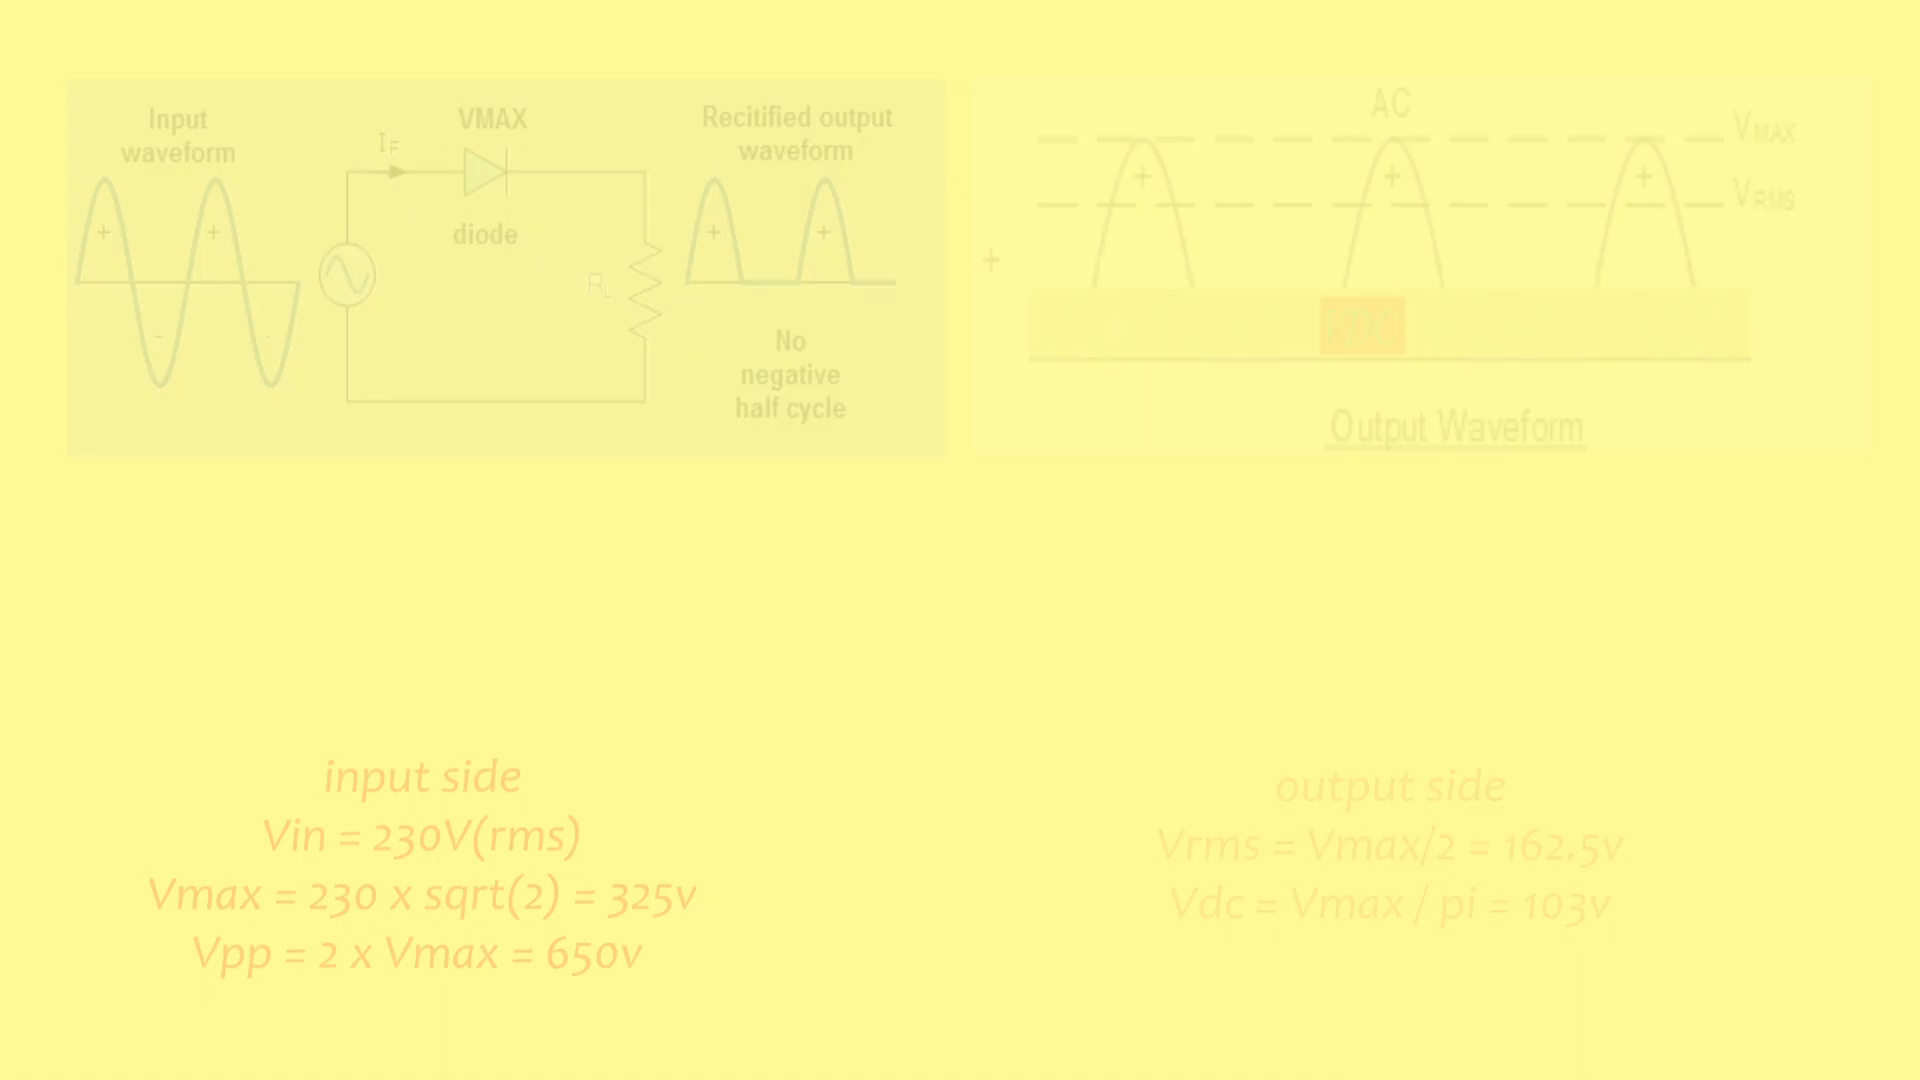 Input
waveform
IF
VMAX
diode
RL
Recitified output
waveform
No
negative
half cycle
AC
VMAX
VRMS
Output Waveform
input side
Vin = 230V(rms)
Vmax = 230 x sqrt(2) = 325v
Vpp = 2 x Vmax = 650v
output side
Vrms = Vmax/2 = 162.5v
Vdc = Vmax / pi = 103v